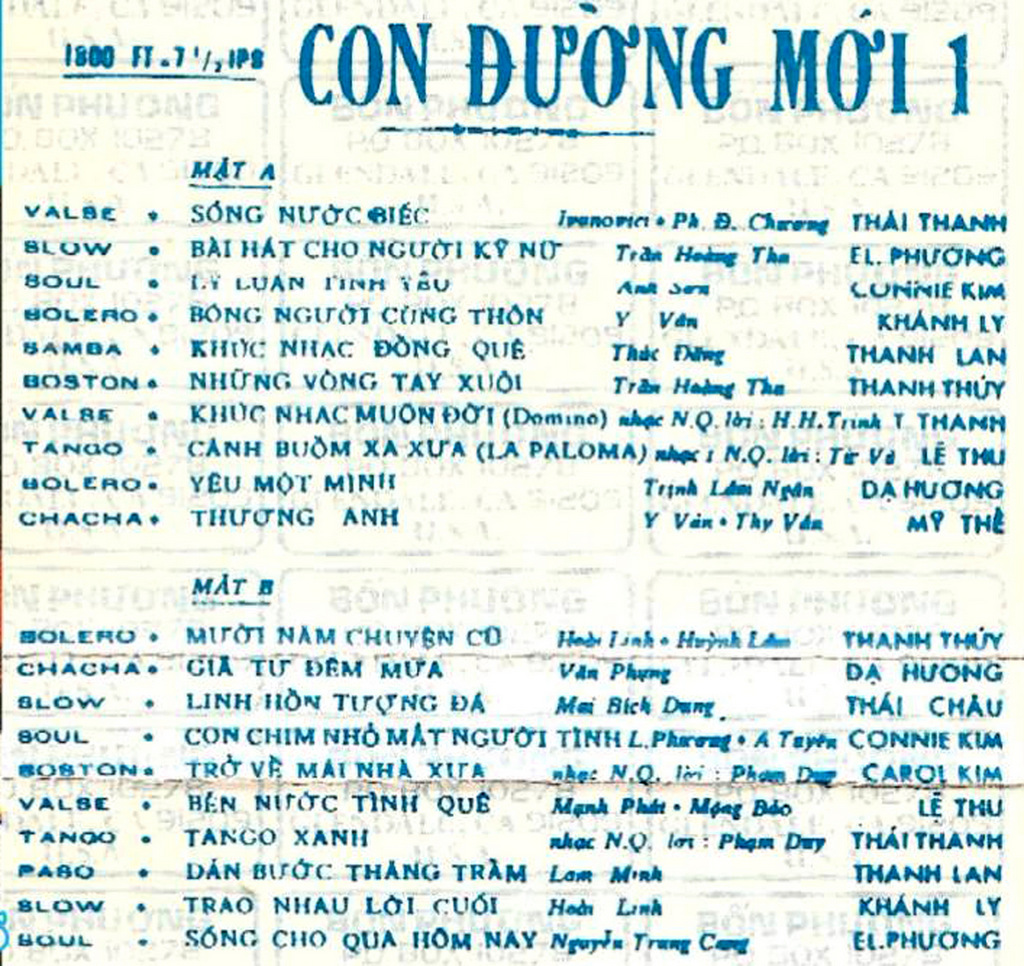 1800 FT. 7 1/2 IPS
CON ĐƯỜNG MỚI 1
MẶT A
VALSE • SÓNG NƯỚC BIẾC Ivanovici • Ph. Đ. Chương THÁI THANH
SLOW • BÀI HÁT CHO NGƯỜI KỸ NỮ Trần Hoàng Thu EL. PHƯƠNG
SOUL • LÝ LUẬN TÌNH YÊU Anh Sơn CONNIE KIM
BOLERO • BÓNG NGƯỜI CÙNG THÔN Y Vân KHÁNH LY
SAMBA • KHÚC NHẠC ĐỒNG QUÊ Thúc Đăng THANH LAN
BOSTON • NHỮNG VÒNG TAY XUÔI Trần Hoàng Thu THANH THÚY
VALSE • KHÚC NHẠC MUÔN ĐỜI (Domino) nhạc N.Q. lời : H.H.Trinh T THANH
TANGO • CÁNH BUỒM XA XƯA (LA PALOMA) nhạc : N.Q. lời : Từ Vũ LỆ THU
BOLERO • YÊU MỘT MÌNH Trịnh Lâm Ngân DẠ HƯƠNG
CHACHA • THƯƠNG ANH Y Vân • Thy Vân MỸ THỂ
MẶT B
BOLERO • MƯỜI NĂM CHUYỆN CŨ Hoài Linh • Huỳnh Lâm THANH THÚY
CHACHA • GIÃ TỪ ĐÊM MƯA Văn Phụng DẠ HƯƠNG
SLOW • LINH HỒN TƯỢNG ĐÁ Mai Bích Dung THÁI CHÂU
SOUL • CON CHIM NHỎ MẤT NGƯỜI TÌNH L.Phương • A Tuyên CONNIE KIM
BOSTON • TRỞ VỀ MÁI NHÀ XƯA nhạc N.Q. lời : Phạm Duy CAROL KIM
VALSE • BẾN NƯỚC TÌNH QUÊ Mạnh Phát • Mộng Bảo LỆ THU
TANGO • TANGO XANH nhạc N.Q. lời : Phạm Duy THÁI THANH
PASO • DẤN BƯỚC THĂNG TRẦM Lam Minh THANH LAN
SLOW • TRAO NHAU LỜI CUỐI Hoài Linh KHÁNH LY
SOUL • SỐNG CHO QUA HÔM NAY Nguyễn Trung Cang EL.PHƯƠNG